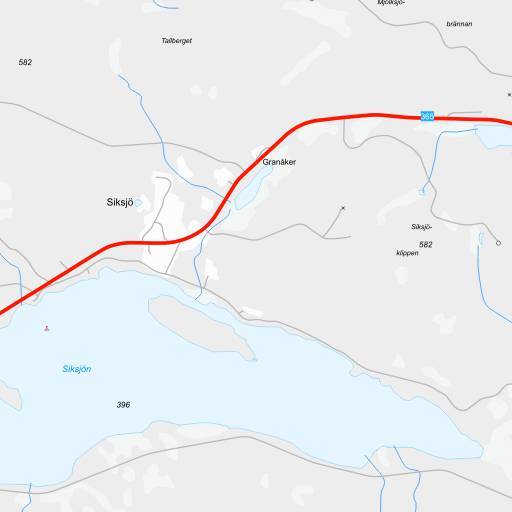 Mjölksjö-
brännan
Tallberget
582
365
Granåker
Siksjö
Siksjö-
klippen
582
Siksjön
396